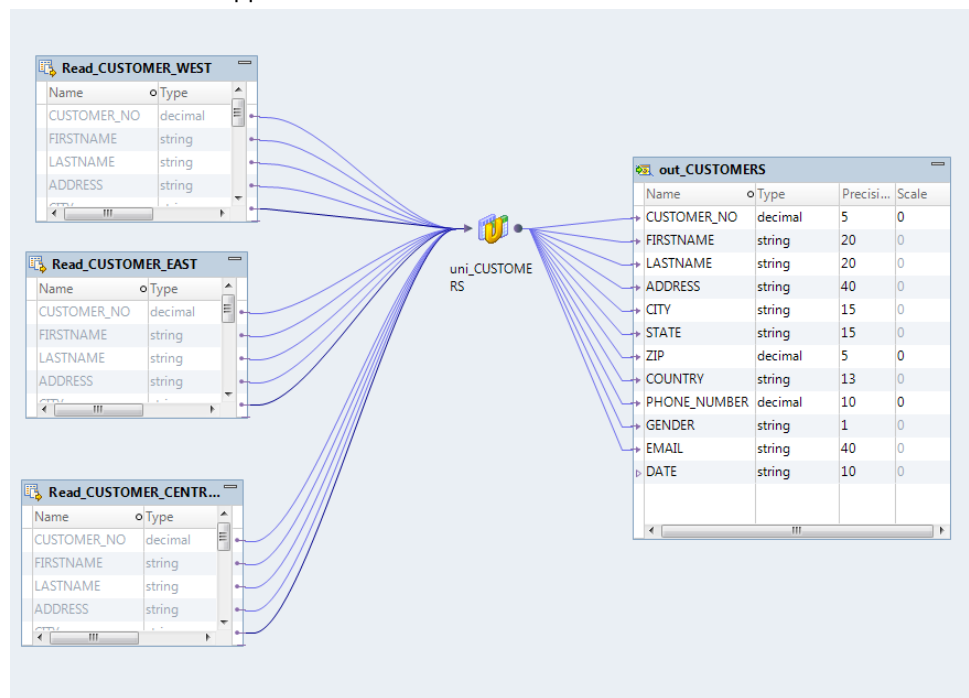 Read_CUSTOMER_WEST
Name Type
CUSTOMER_NO decimal
FIRSTNAME string
LASTNAME string
ADDRESS string
Read_CUSTOMER_EAST
Name Type
CUSTOMER_NO decimal
FIRSTNAME string
LASTNAME string
ADDRESS string
Read_CUSTOMER_CENTR...
Name Type
CUSTOMER_NO decimal
FIRSTNAME string
LASTNAME string
ADDRESS string
uni_CUSTOME
RS
out_CUSTOMERS
Name Type Precisi... Scale
CUSTOMER_NO decimal 5 0
FIRSTNAME string 20 0
LASTNAME string 20 0
ADDRESS string 40 0
CITY string 15 0
STATE string 15 0
ZIP decimal 5 0
COUNTRY string 13 0
PHONE_NUMBER decimal 10 0
GENDER string 1 0
EMAIL string 40 0
DATE string 10 0